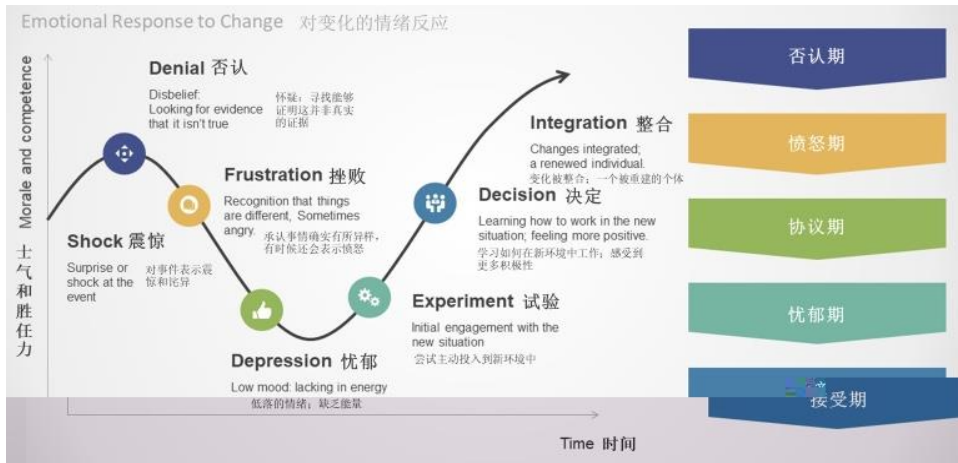 Emotional Response to Change 对变化的情绪反应
Morale and competence 士气和胜任力
Denial 否认
Disbelief:
Looking for evidence
that it isn't true
怀疑：寻找能够
证明这并非真实
的证据
Shock 震惊
Surprise or
shock at the
event
对事件表示震
惊和诧异
Frustration 挫败
Recognition that things
are different, Sometimes
angry.
承认事情确实有所异样，
有时候还会表示愤怒
Depression 忧郁
Low mood: lacking in energy
低落的情绪；缺乏能量
Experiment 试验
Initial engagement with the
new situation
尝试主动投入到新环境中
Decision 决定
Learning how to work in the new
situation; feeling more positive.
学习如何在新环境中工作；感受到
更多积极性
Integration 整合
Changes integrated;
a renewed individual.
变化被整合；一个被重建的个体
Time 时间
否认期
愤怒期
协议期
忧郁期
接受期